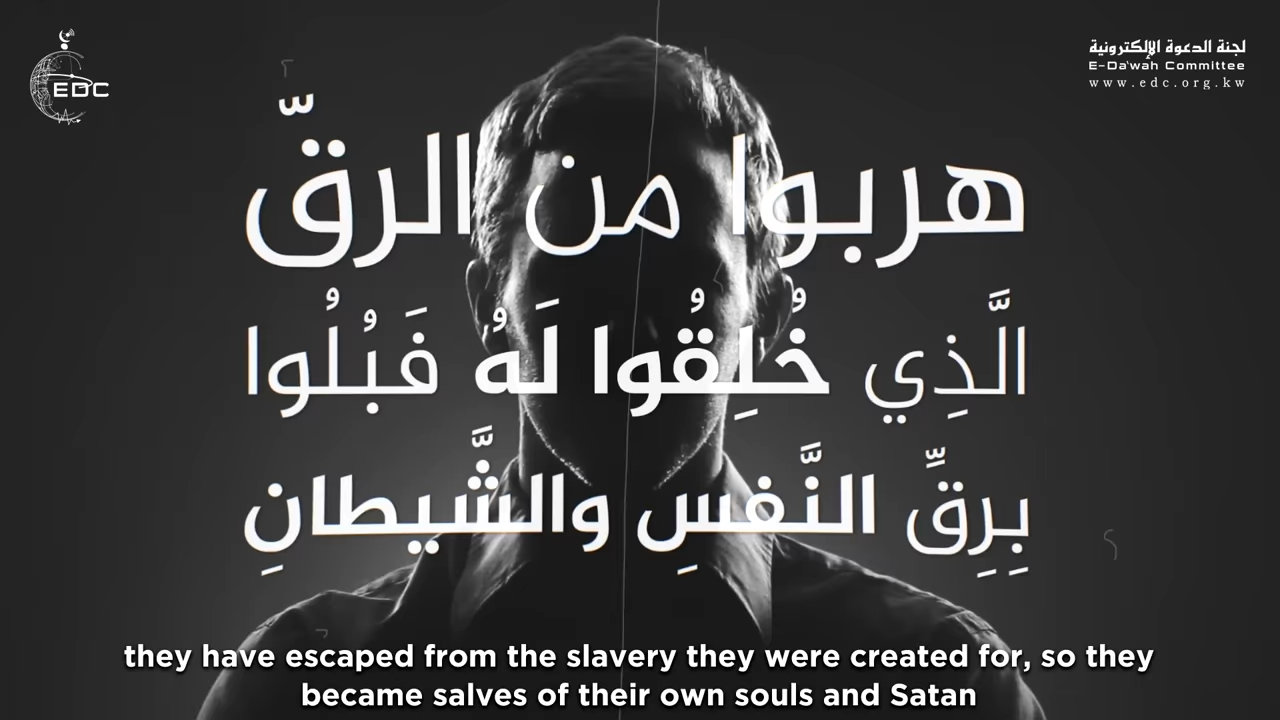 EDC
لجنة الدعوة الإلكترونية
E-Da'wah Committee
www.edc.org.kw
هربوا من الرقّ
الَّذِي خُلِقُوا لَهُ فَبُلُوا
بِرِقِّ النَّفسِ والشَّيطانِ
they have escaped from the slavery they were created for, so they
became salves of their own souls and Satan